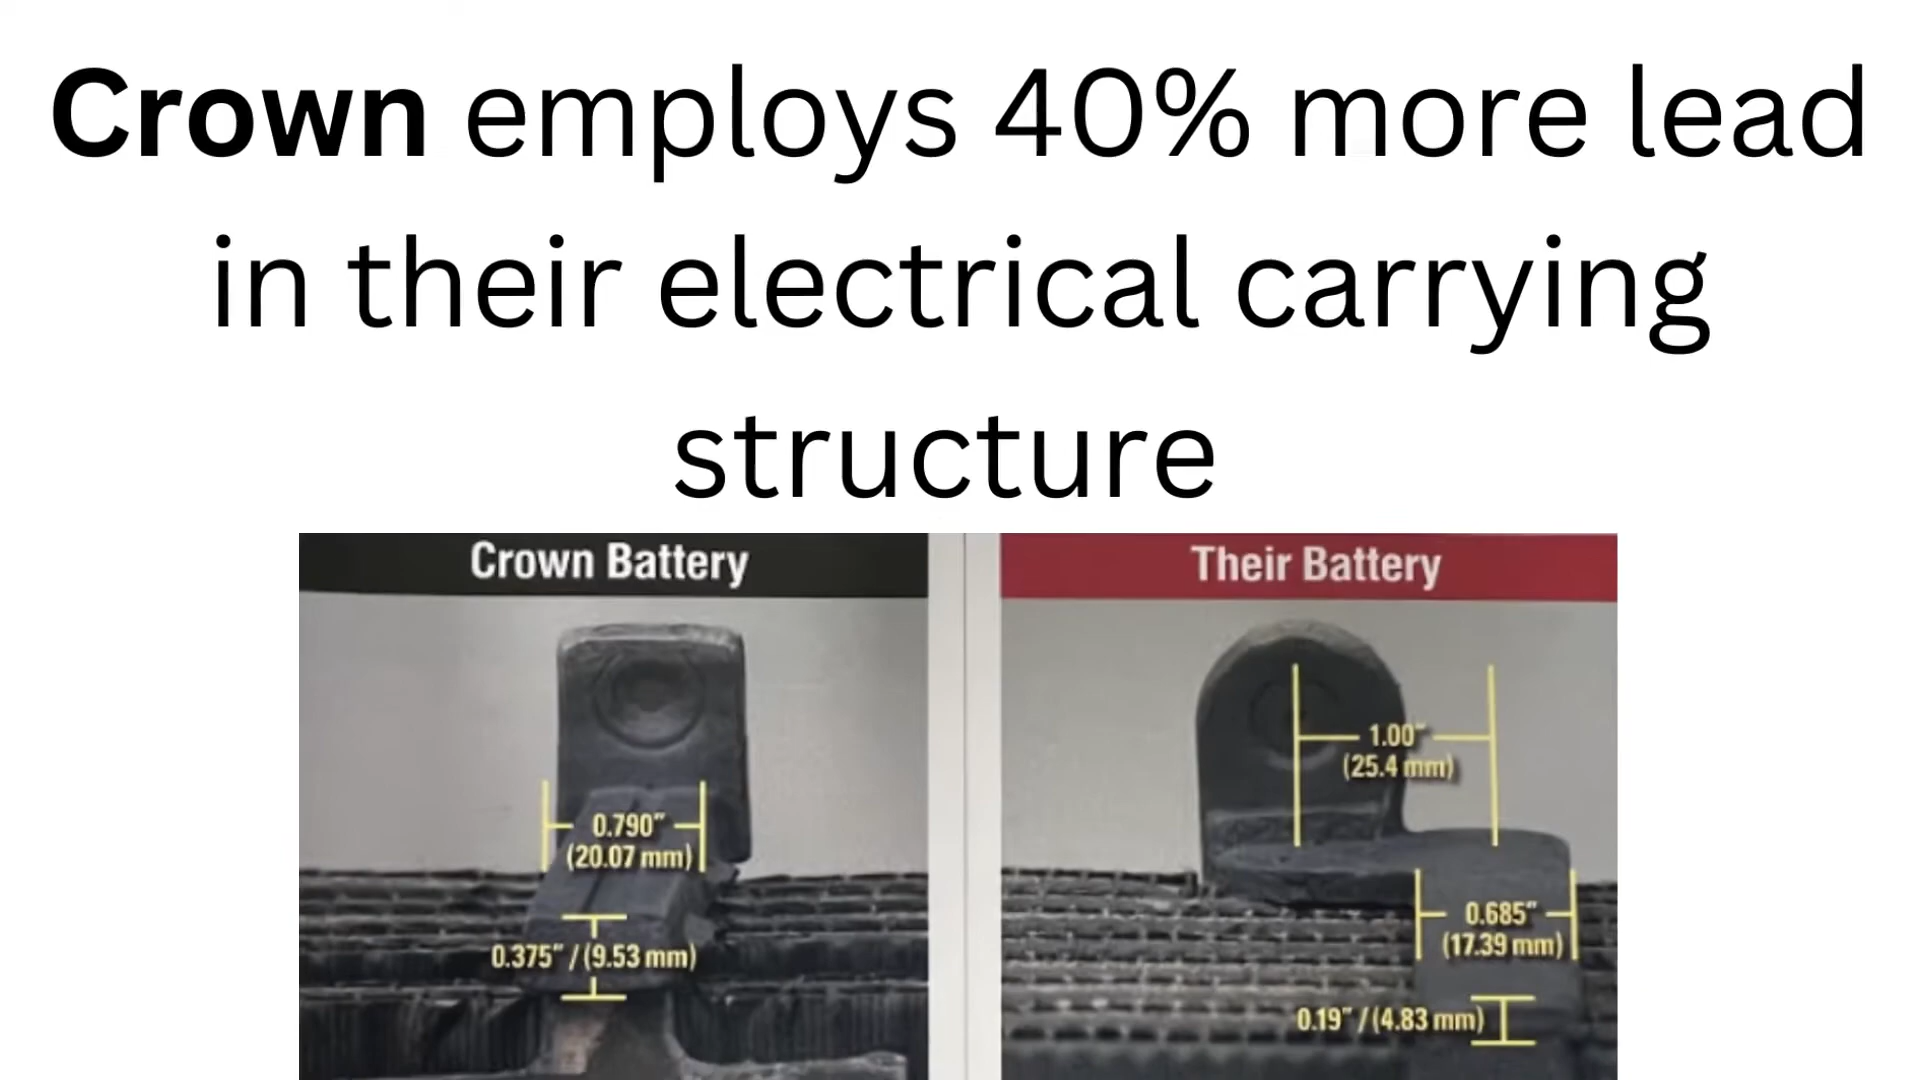 Crown employs 40% more lead
in their electrical carrying
structure
Crown Battery
0.790"
(20.07 mm)
0.375" / (9.53 mm)
Their Battery
1.00"
(25.4 mm)
0.685"
(17.39 mm)
0.19" / (4.83 mm)